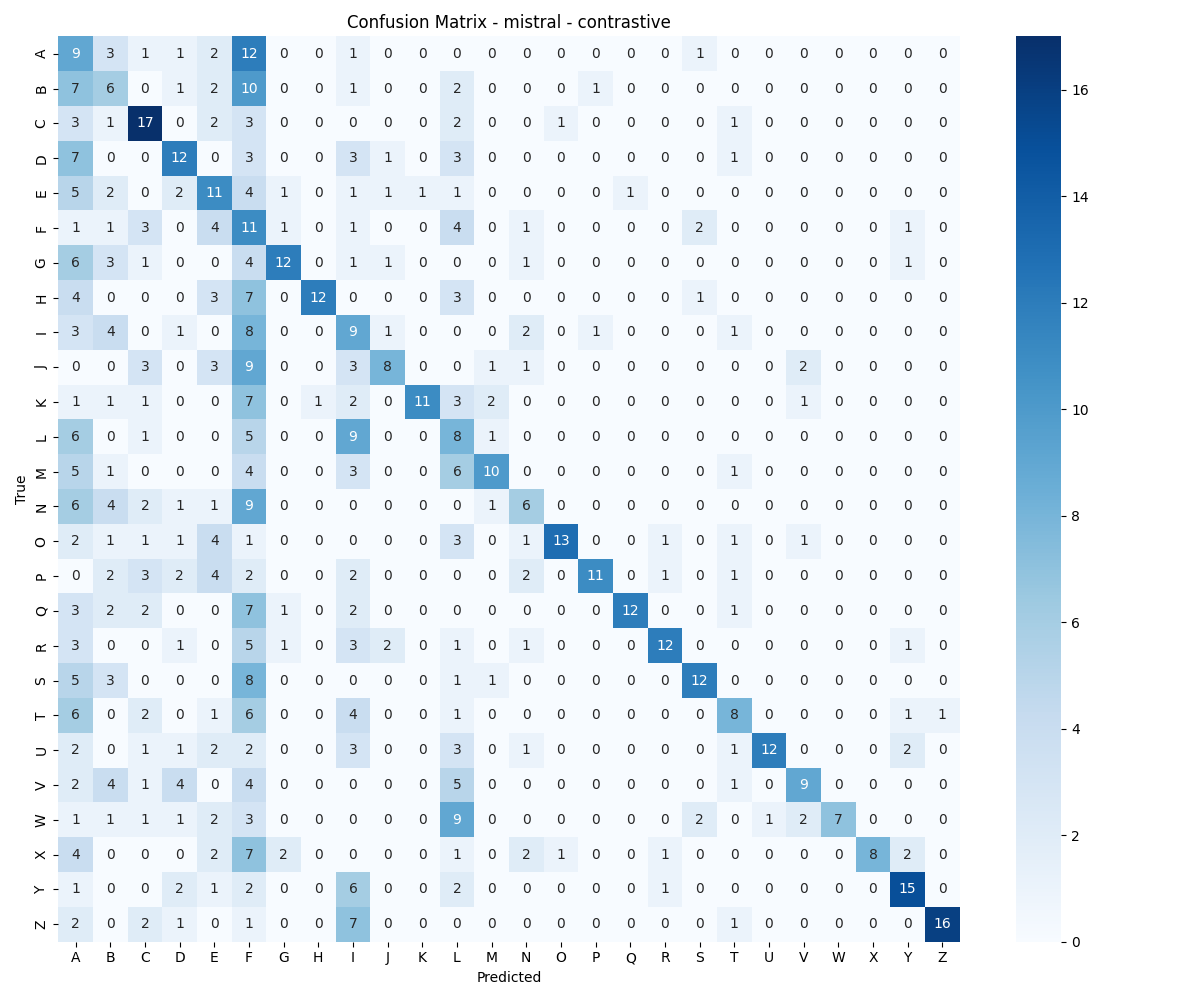 Confusion Matrix - mistral - contrastive
A 9 3 1 1 2 12 0 0 1 0 0 0 0 0 0 0 0 0 1 0 0 0 0 0 0 0
B 7 6 0 1 2 10 0 0 1 0 0 2 0 0 0 1 0 0 0 0 0 0 0 0 0 0
C 3 1 17 0 2 3 0 0 0 0 0 2 0 0 1 0 0 0 0 1 0 0 0 0 0 0
D 7 0 0 12 0 3 0 0 3 1 0 3 0 0 0 0 0 0 0 1 0 0 0 0 0 0
E 5 2 0 2 11 4 1 0 1 1 1 1 0 0 0 0 1 0 0 0 0 0 0 0 0 0
F 1 1 3 0 4 11 1 0 1 0 0 4 0 1 0 0 0 0 2 0 0 0 0 0 1 0
G 6 3 1 0 0 4 12 0 1 1 0 0 0 1 0 0 0 0 0 0 0 0 0 0 1 0
H 4 0 0 0 3 7 0 12 0 0 0 3 0 0 0 0 0 0 1 0 0 0 0 0 0 0
I 3 4 0 1 0 8 0 0 9 1 0 0 0 2 0 1 0 0 0 1 0 0 0 0 0 0
J 0 0 3 0 3 9 0 0 3 8 0 0 1 1 0 0 0 0 0 0 0 2 0 0 0 0
K 1 1 1 0 0 7 0 1 2 0 11 3 2 0 0 0 0 0 0 0 0 1 0 0 0 0
L 6 0 1 0 0 5 0 0 9 0 0 8 1 0 0 0 0 0 0 0 0 0 0 0 0 0
M 5 1 0 0 0 4 0 0 3 0 0 6 10 0 0 0 0 0 0 1 0 0 0 0 0 0
N 6 4 2 1 1 9 0 0 0 0 0 0 1 6 0 0 0 0 0 0 0 0 0 0 0 0
O 2 1 1 1 4 1 0 0 0 0 0 3 0 1 13 0 0 1 0 1 0 1 0 0 0 0
P 0 2 3 2 4 2 0 0 2 0 0 0 0 2 0 11 0 1 0 1 0 0 0 0 0 0
Q 3 2 2 0 0 7 1 0 2 0 0 0 0 0 0 0 12 0 0 1 0 0 0 0 0 0
R 3 0 0 1 0 5 1 0 3 2 0 1 0 1 0 0 0 12 0 0 0 0 0 0 1 0
S 5 3 0 0 0 8 0 0 0 0 0 1 1 0 0 0 0 0 12 0 0 0 0 0 0 0
T 6 0 2 0 1 6 0 0 4 0 0 1 0 0 0 0 0 0 0 8 0 0 0 0 1 1
U 2 0 1 1 2 2 0 0 3 0 0 3 0 1 0 0 0 0 0 1 12 0 0 0 2 0
V 2 4 1 4 0 4 0 0 0 0 0 5 0 0 0 0 0 0 0 1 0 9 0 0 0 0
W 1 1 1 1 2 3 0 0 0 0 0 9 0 0 0 0 0 0 2 0 1 2 7 0 0 0
X 4 0 0 0 2 7 2 0 0 0 0 1 0 2 1 0 0 1 0 0 0 0 0 8 2 0
Y 1 0 0 2 1 2 0 0 6 0 0 2 0 0 0 0 0 1 0 0 0 0 0 0 15 0
Z 2 0 2 1 0 1 0 0 7 0 0 0 0 0 0 0 0 0 0 1 0 0 0 0 0 16
A B C D E F G H I J K L M N O P Q R S T U V W X Y Z
Predicted
True
16
14
12
10
8
6
4
2
0